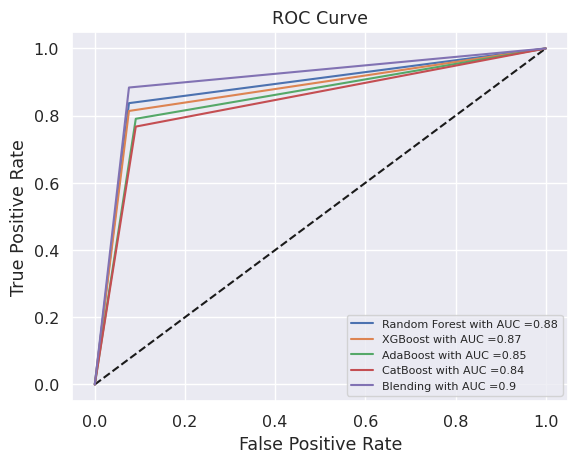 ROC Curve
True Positive Rate
1.0
0.8
0.6
0.4
0.2
0.0
Random Forest with AUC =0.88
XGBoost with AUC =0.87
AdaBoost with AUC =0.85
CatBoost with AUC =0.84
Blending with AUC =0.9
0.0 0.2 0.4 0.6 0.8 1.0
False Positive Rate